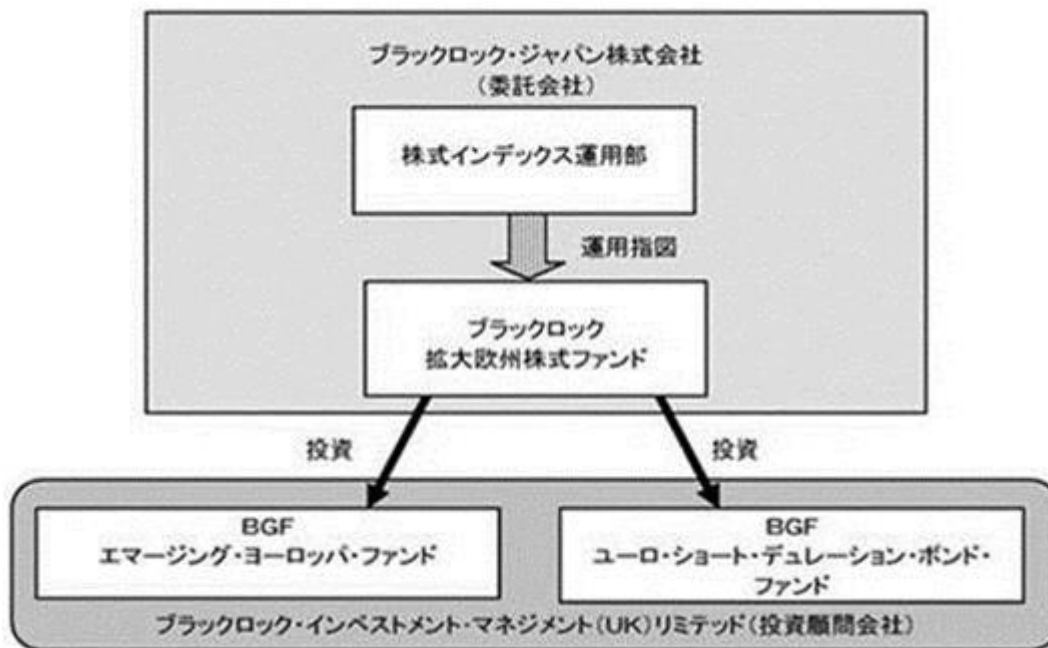 ブラックロック・ジャパン株式会社
(委託会社)
株式インデックス運用部
運用指図
ブラックロック
拡大欧州株式ファンド
投資
投資
BGF
エマージング・ヨーロッパ・ファンド
BGF
ユーロ・ショート・デュレーション・ボンド・
ファンド
ブラックロック・インベストメント・マネジメント(UK)リミテッド(投資顧問会社)